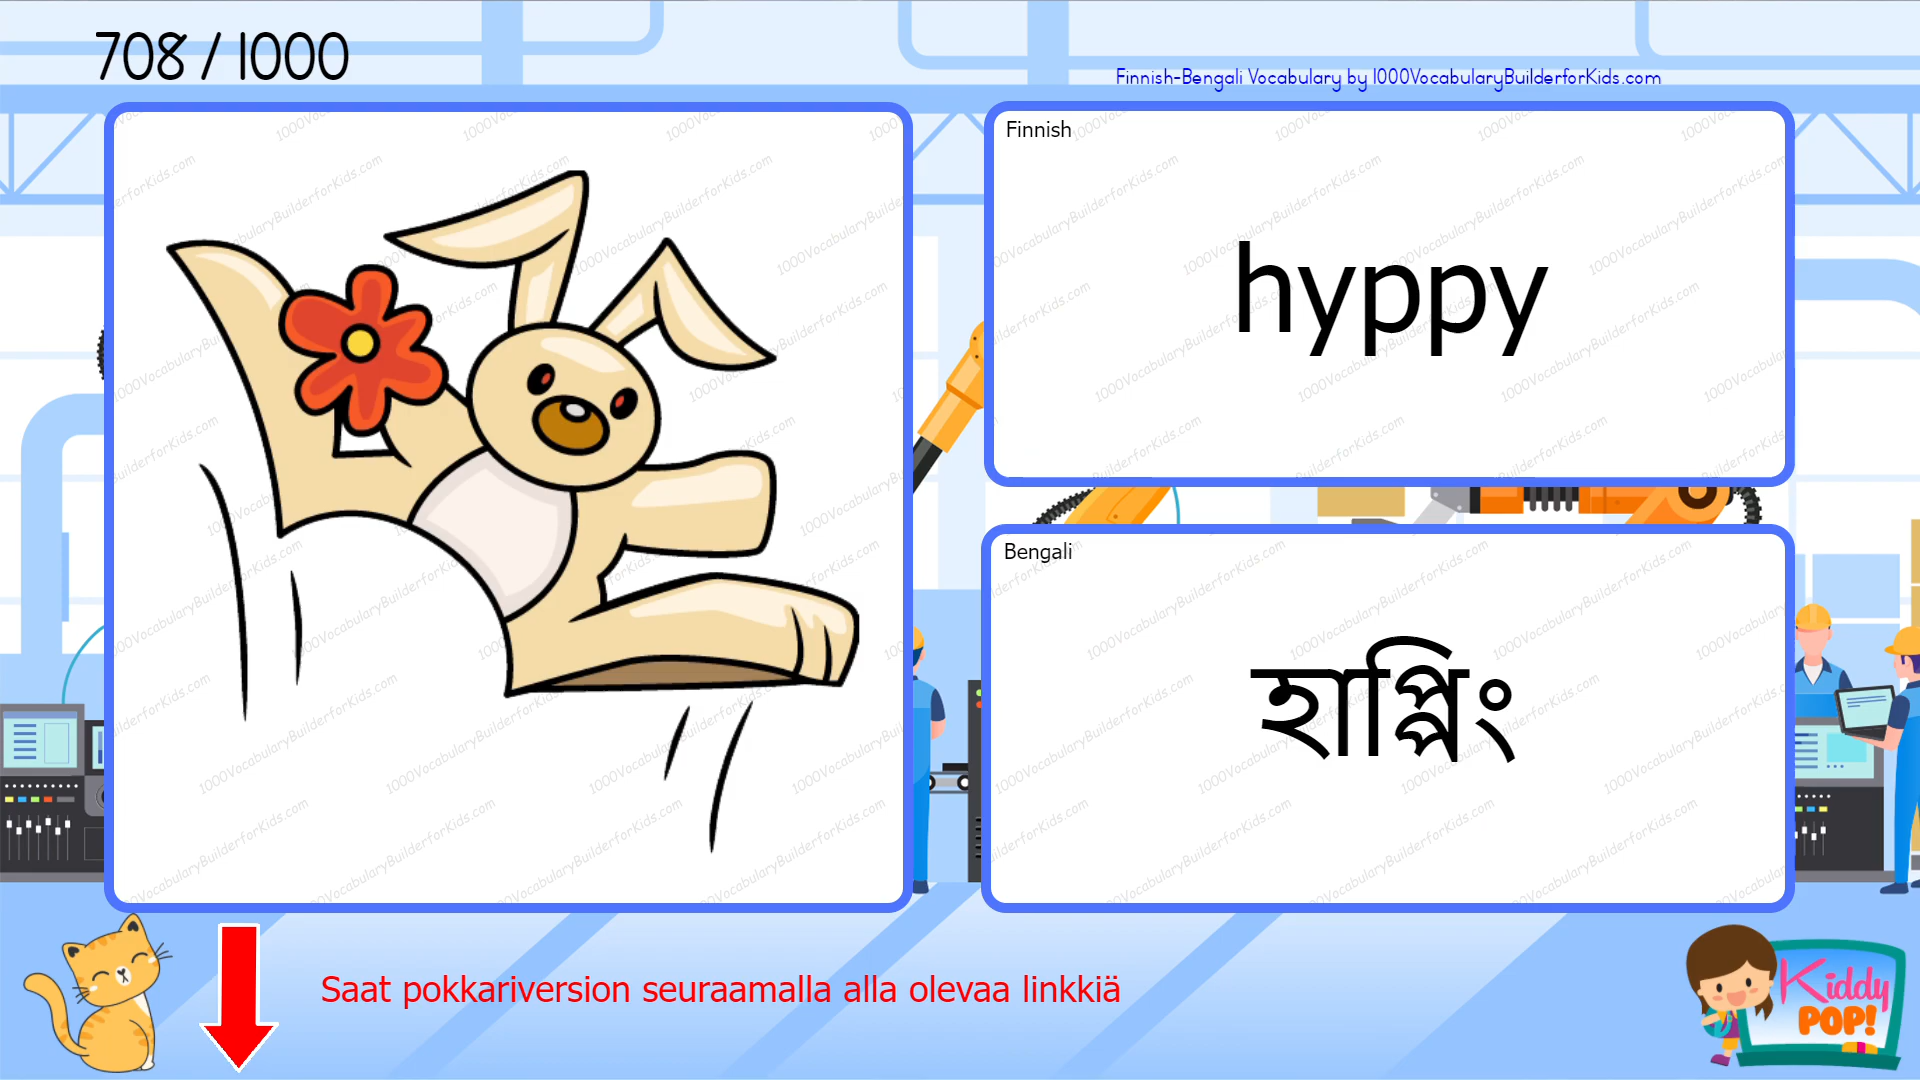 708 / 1000
Finnish-Bengali Vocabulary by 1000VocabularyBuilderforKids.com
Finnish
hyppy
Bengali
হাপ্পিং
Saat pokkariversion seuraamalla alla olevaa linkkiä
Kiddy
POP!